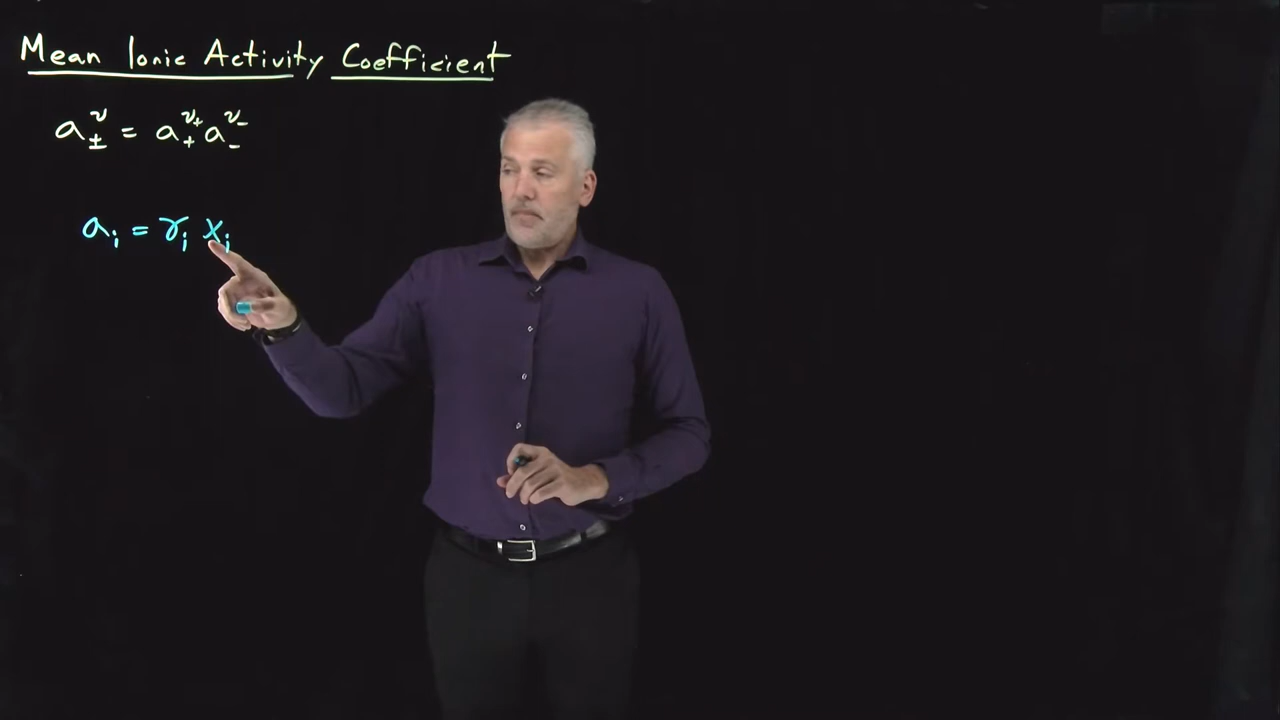 Mean Ionic Activity Coefficient
a±^ν = a₊^ν₊ a₋^ν₋
aᵢ = γᵢ xᵢ